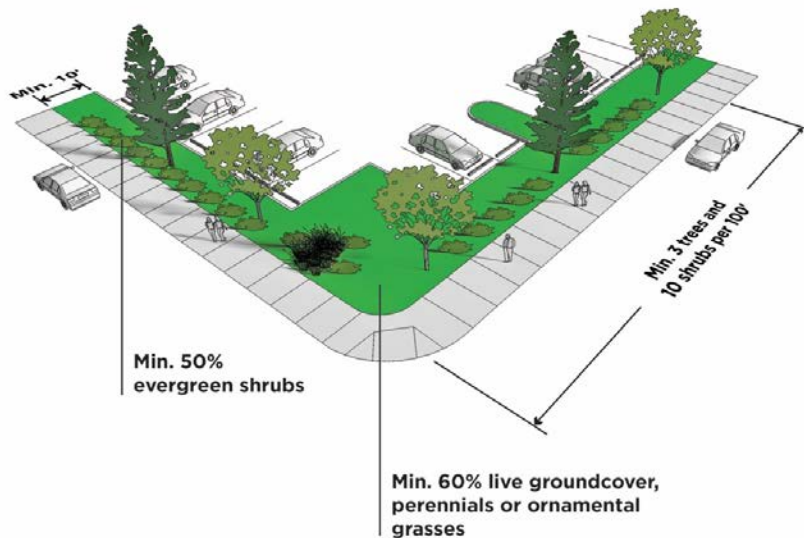 Min. 10'
Min. 3 trees and
10 shrubs per 100'
Min. 50%
evergreen shrubs
Min. 60% live groundcover,
perennials or ornamental
grasses